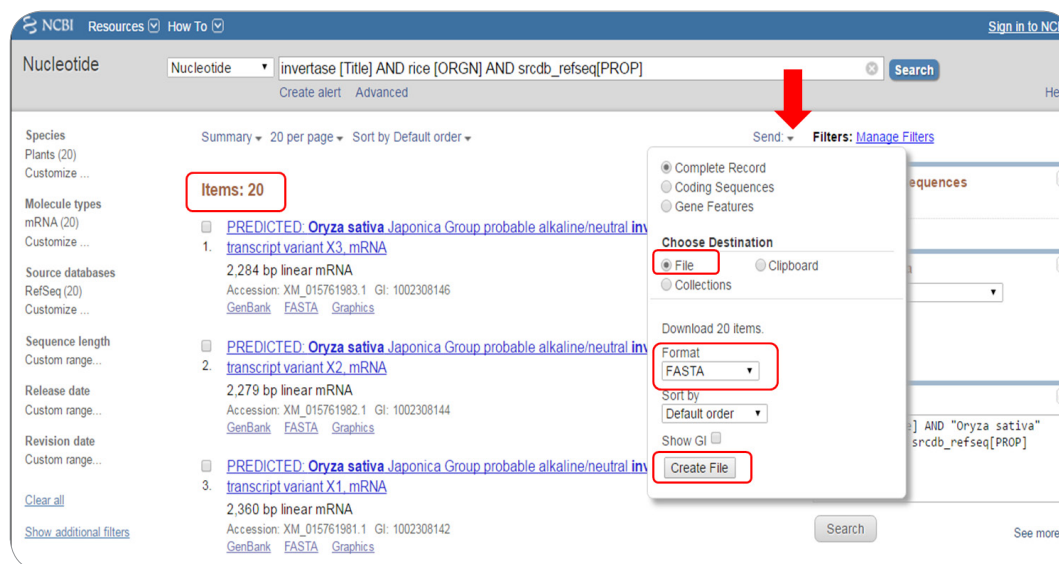 NCBI Resources How To Sign in to NC
Nucleotide Nucleotide invertase [Title] AND rice [ORGN] AND srcdb_refseq[PROP] Search
Create alert Advanced He
Species
Plants (20)
Customize ...
Molecule types
mRNA (20)
Customize ...
Source databases
RefSeq (20)
Customize ...
Sequence length
Custom range...
Release date
Custom range...
Revision date
Custom range...
Clear all
Show additional filters
Summary 20 per page Sort by Default order
Items: 20
PREDICTED: Oryza sativa Japonica Group probable alkaline/neutral inv
1. transcript variant X3, mRNA
2,284 bp linear mRNA
Accession: XM_015761983.1 GI: 1002308146
GenBank FASTA Graphics
PREDICTED: Oryza sativa Japonica Group probable alkaline/neutral inv
2. transcript variant X2, mRNA
2,279 bp linear mRNA
Accession: XM_015761982.1 GI: 1002308144
GenBank FASTA Graphics
PREDICTED: Oryza sativa Japonica Group probable alkaline/neutral inv
3. transcript variant X1, mRNA
2,360 bp linear mRNA
Accession: XM_015761981.1 GI: 1002308142
GenBank FASTA Graphics
Send: Filters: Manage Filters
Complete Record
Coding Sequences
Gene Features
Choose Destination
File Clipboard
Collections
Download 20 items.
Format
FASTA
Sort by
Default order
Show GI
Create File
equences
] AND "Oryza sativa"
srcdb_refseq[PROP]
Search See more